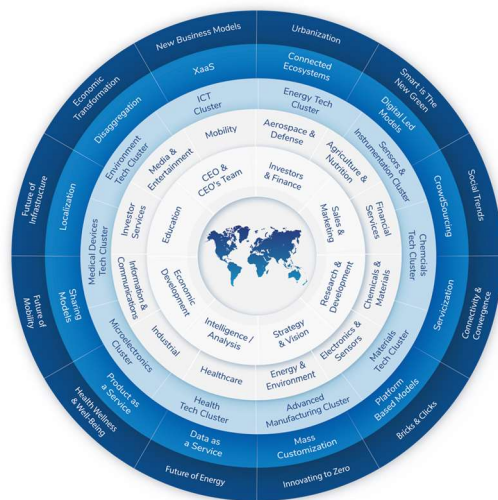 New Business Models
Urbanization
Smart is The
New Green
Social Trends
Connectivity &
Convergence
Bricks & Clicks
Innovating to Zero
Future of Energy
Health Wellness
& Well-Being
Future of
Mobility
Future of
Infrastructure
Economic
Transformation
XaaS
Connected
Ecosystems
Digital Led
Models
CrowdSourcing
Servicization
Platform
Based Models
Mass
Customization
Data as
a Service
Product as
a Service
Sharing
Models
Localization
Disaggregation
ICT
Cluster
Energy Tech
Cluster
Sensors &
Instrumentation Cluster
Chemcials
Tech Cluster
Materials
Tech Cluster
Advanced
Manufacturing Cluster
Health
Tech Cluster
Microelectronics
Cluster
Medical Devices
Tech Cluster
Environment
Tech Cluster
Mobility
Aerospace &
Defense
Agriculture &
Nutrition
Financial
Services
Chemicals &
Materials
Electronics &
Sensors
Energy &
Environment
Healthcare
Industrial
Information &
Communications
Investor
Services
Media &
Entertainment
CEO &
CEO's Team
Investors
& Finance
Sales &
Marketing
Research &
Development
Strategy
& Vision
Intelligence /
Analysis
Economic
Development
Education